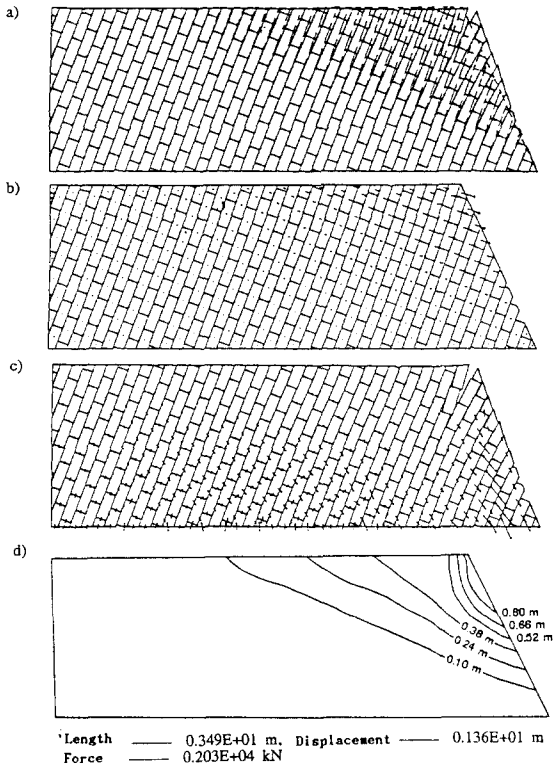 a)
b)
c)
d)
0.80 m
0.66 m
0.52 m
0.38 m
0.24 m
0.10 m
Length 0.349E+01 m, Displacement 0.136E+01 m
Force 0.203E+04 kN